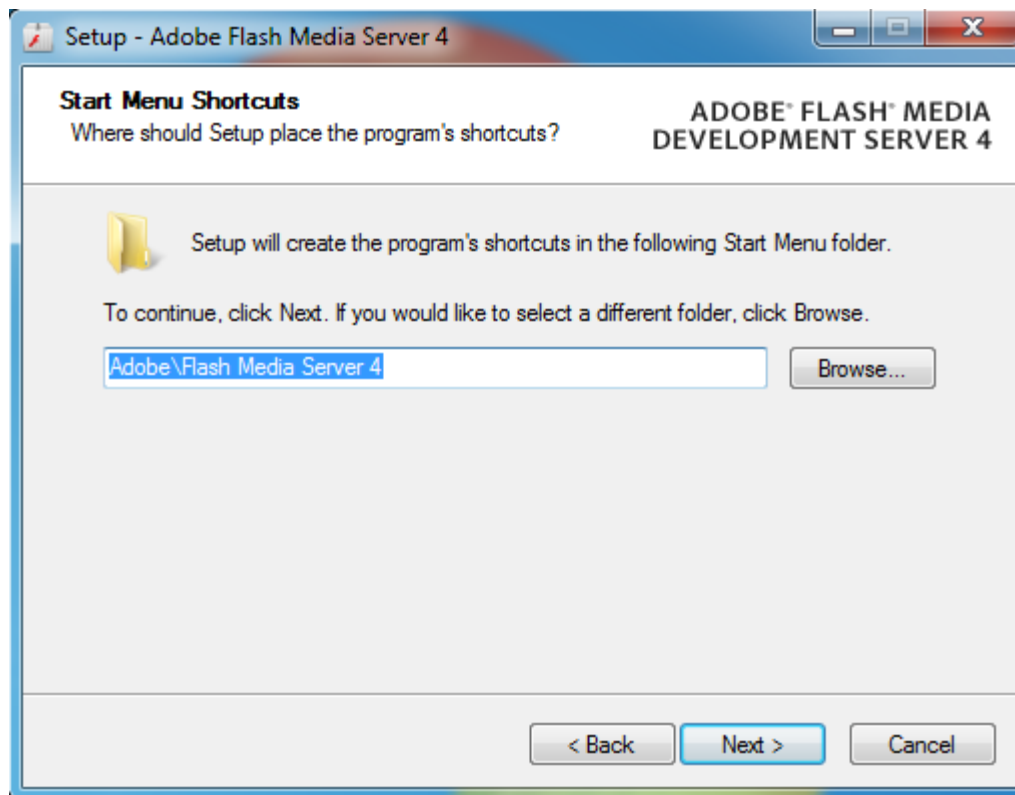 Setup - Adobe Flash Media Server 4
Start Menu Shortcuts
Where should Setup place the program's shortcuts?
ADOBE® FLASH® MEDIA
DEVELOPMENT SERVER 4
Setup will create the program's shortcuts in the following Start Menu folder.
To continue, click Next. If you would like to select a different folder, click Browse.
Adobe\Flash Media Server 4
Browse...
< Back
Next >
Cancel